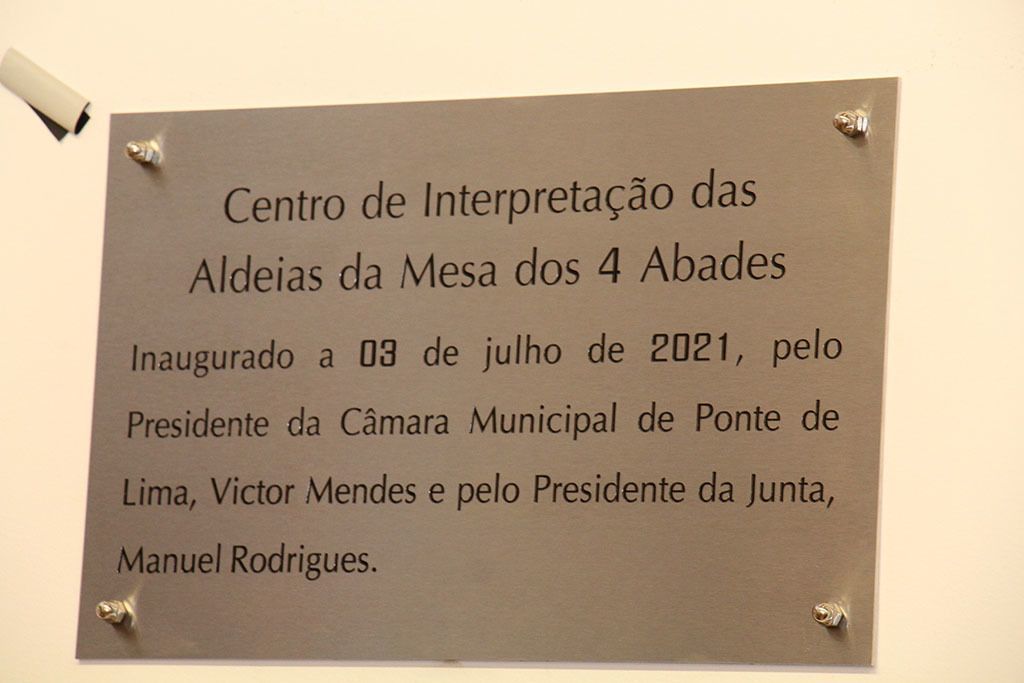 Centro de Interpretação das
Aldeias da Mesa dos 4 Abades
Inaugurado a 03 de julho de 2021, pelo
Presidente da Câmara Municipal de Ponte de
Lima, Victor Mendes e pelo Presidente da Junta,
Manuel Rodrigues.